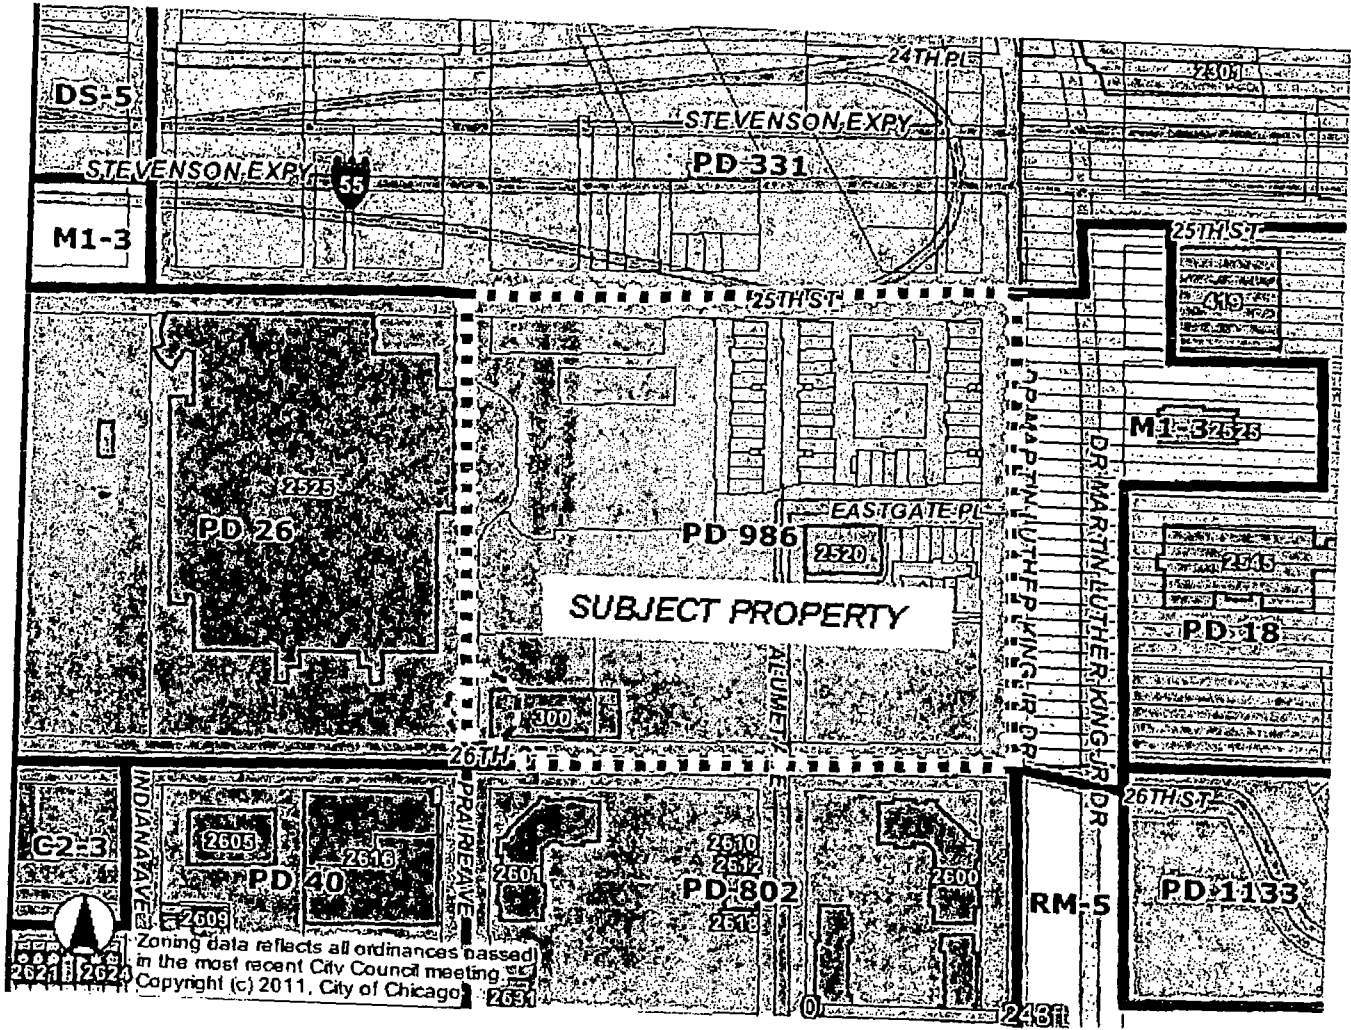 24TH PL
2301
DS-5
STEVENSON EXPY
PD 331
STEVENSON EXPY
55
M1-3
25TH ST
25TH ST
419
M1-3
2525
2525
PD 26
DR MARTIN LUTHER KING JR DR
DR MARTIN LUTHER KING JR DR
EASTGATE PL
PD 986
2520
2545
SUBJECT PROPERTY
PD 18
300
26TH
26TH ST
C2-3
INDIANA AVE
2605
2616
PD 40
PRAIRIE AVE
2601
2610
2612
PD 802
2618
2600
RM-5
PD 1133
2609
Zoning data reflects all ordinances passed
in the most recent City Council meeting.
Copyright (c) 2011, City of Chicago
2621
2624
2631
0
248ft